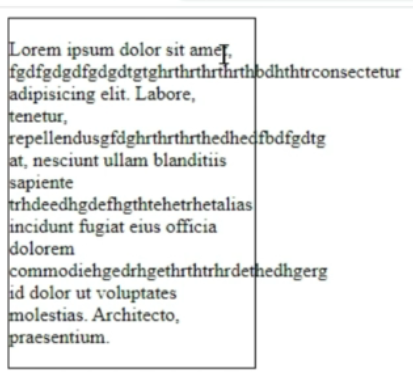 Lorem ipsum dolor sit amet,
fgdfgdgdfgdgdtgtghrthrthrthrthbdhthtrconsectetur
adipisicing elit. Labore,
tenetur,
repellendusgfdghrthrthrthedhedfbdfgdtg
at, nesciunt ullam blanditiis
sapiente
trhdeedhgdefhgthtehetrhetalias
incidunt fugiat eius officia
dolorem
commodiehgedrhgethrthtrhrdethedhgerg
id dolor ut voluptates
molestias. Architecto,
praesentium.